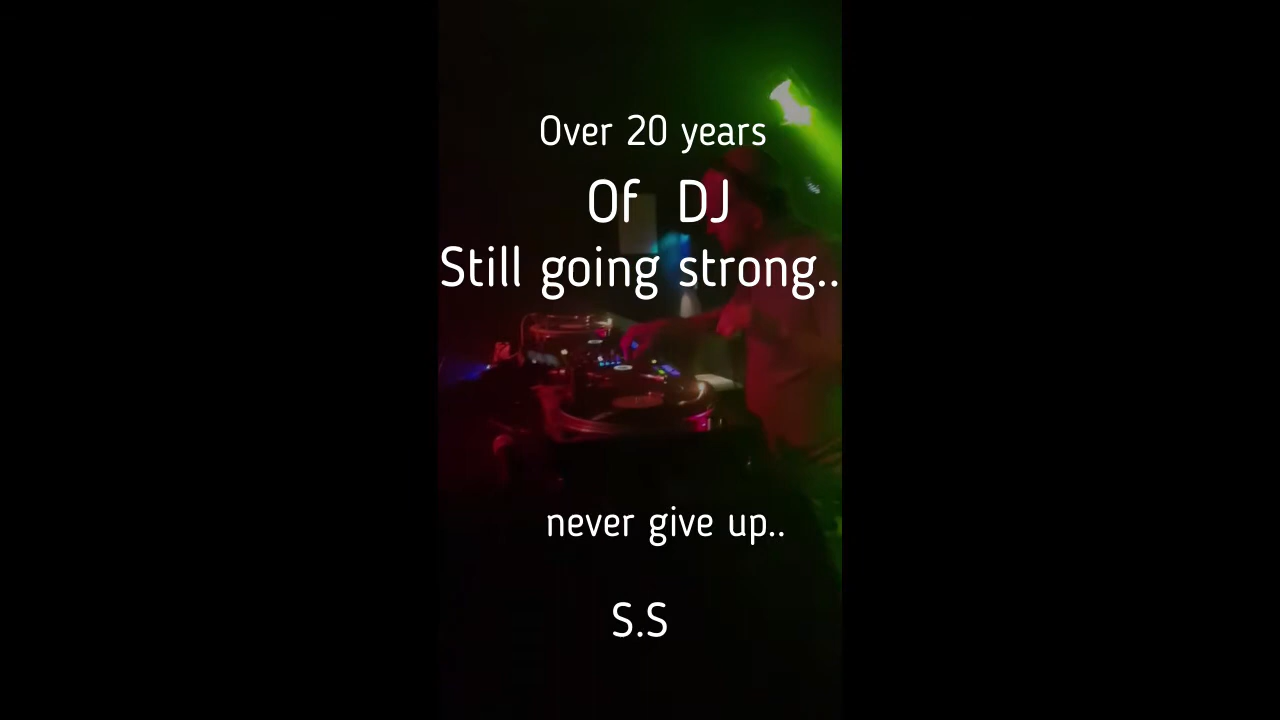 Over 20 years
Of DJ
Still going strong..
never give up..
S.S